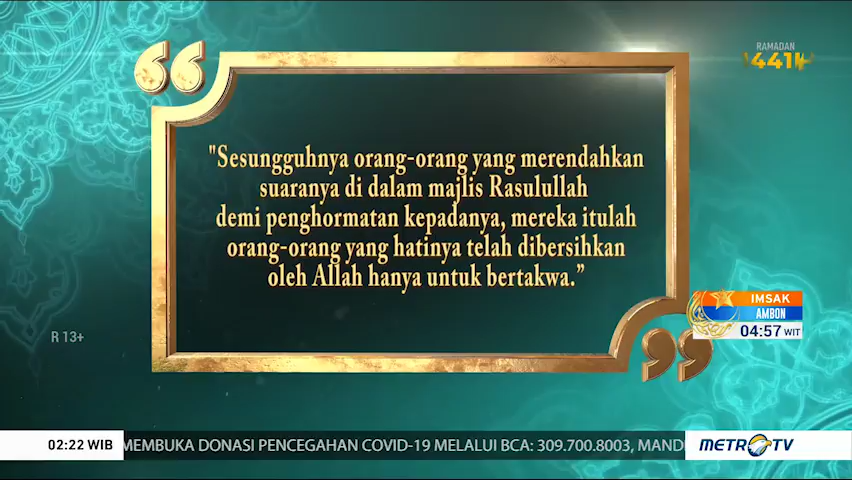 RAMADAN
1441H
"Sesungguhnya orang-orang yang merendahkan
suaranya di dalam majlis Rasulullah
demi penghormatan kepadanya, mereka itulah
orang-orang yang hatinya telah dibersihkan
oleh Allah hanya untuk bertakwa.”
IMSAK
AMBON
04:57 WIT
R 13+
02:22 WIB
MEMBUKA DONASI PENCEGAHAN COVID-19 MELALUI BCA: 309.700.8003,
METRO TV